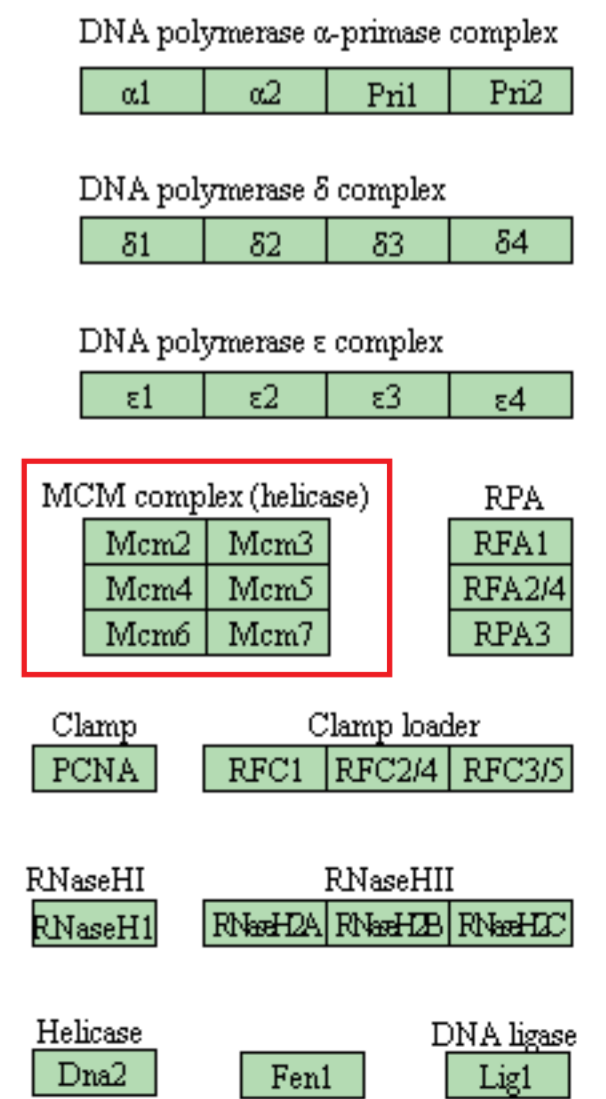 DNA polymerase α-primase complex
α1 α2 Pri1 Pri2
DNA polymerase δ complex
δ1 δ2 δ3 δ4
DNA polymerase ε complex
ε1 ε2 ε3 ε4
MCM complex (helicase)
Mcm2 Mcm3
Mcm4 Mcm5
Mcm6 Mcm7
RPA
RFA1
RFA2/4
RPA3
Clamp
PCNA
Clamp loader
RFC1 RFC2/4 RFC3/5
RNaseHI
RNaseH1
RNaseHII
RNaseH2A RNaseH2B RNaseH2C
Helicase
Dna2
Fen1
DNA ligase
Lig1